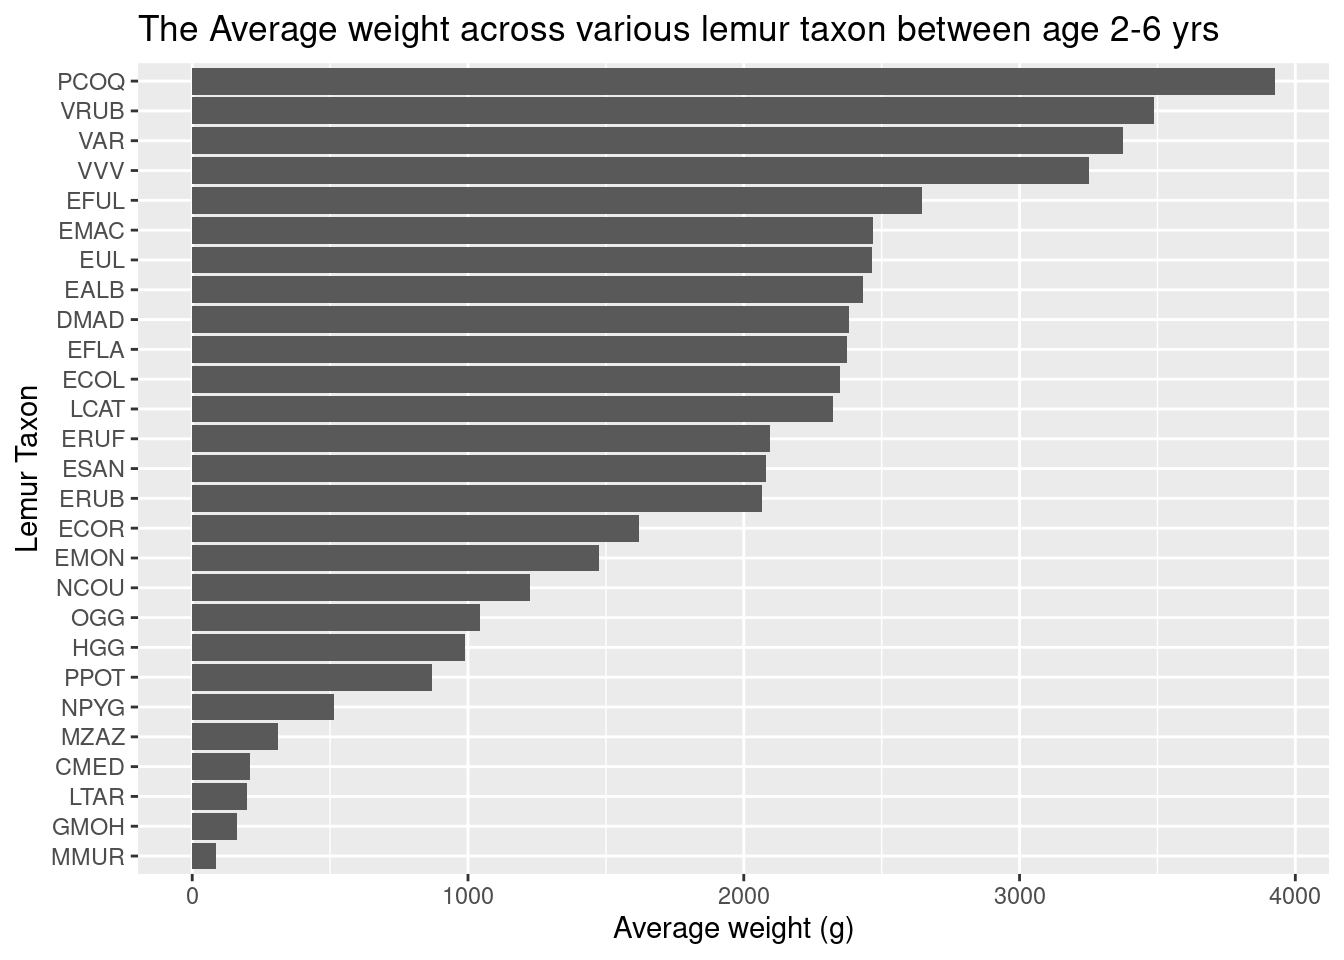 The Average weight across various lemur taxon between age 2-6 yrs
PCOQ
VRUB
VAR
VVV
EFUL
EMAC
EUL
EALB
DMAD
EFLA
ECOL
LCAT
ERUF
ESAN
ERUB
ECOR
EMON
NCOU
OGG
HGG
PPOT
NPYG
MZAZ
CMED
LTAR
GMOH
MMUR
Lemur Taxon
0 1000 2000 3000 4000
Average weight (g)